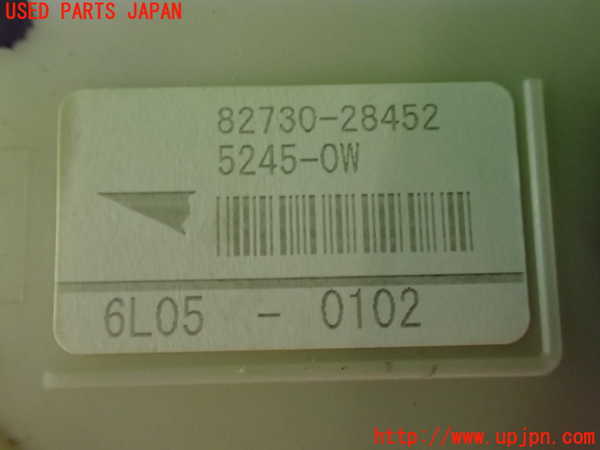 USED PARTS JAPAN
82730-28452
5245-0W
6L05 - 0102
http://www.upjpn.com/